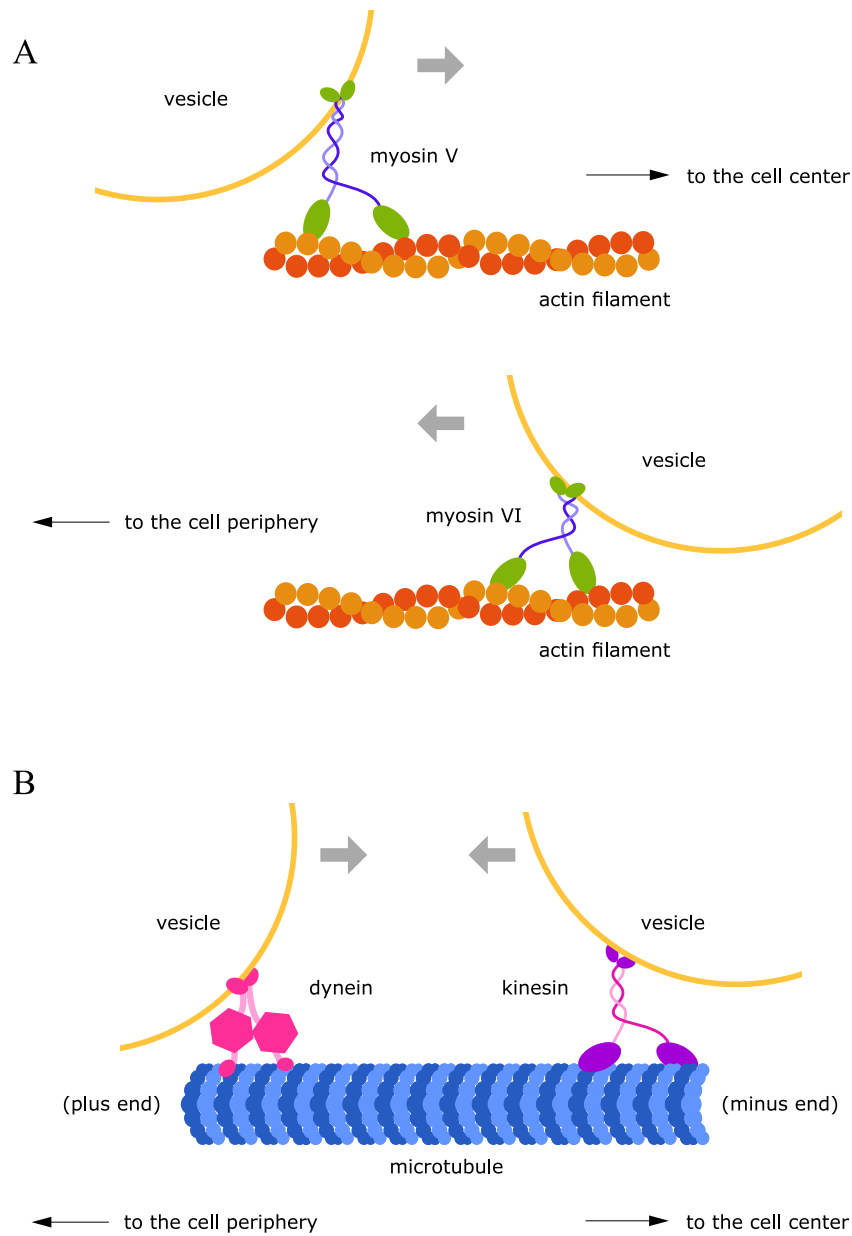 A
vesicle
myosin V
to the cell center
actin filament
vesicle
myosin VI
to the cell periphery
actin filament
B
vesicle
vesicle
dynein
kinesin
(plus end)
(minus end)
microtubule
to the cell periphery
to the cell center